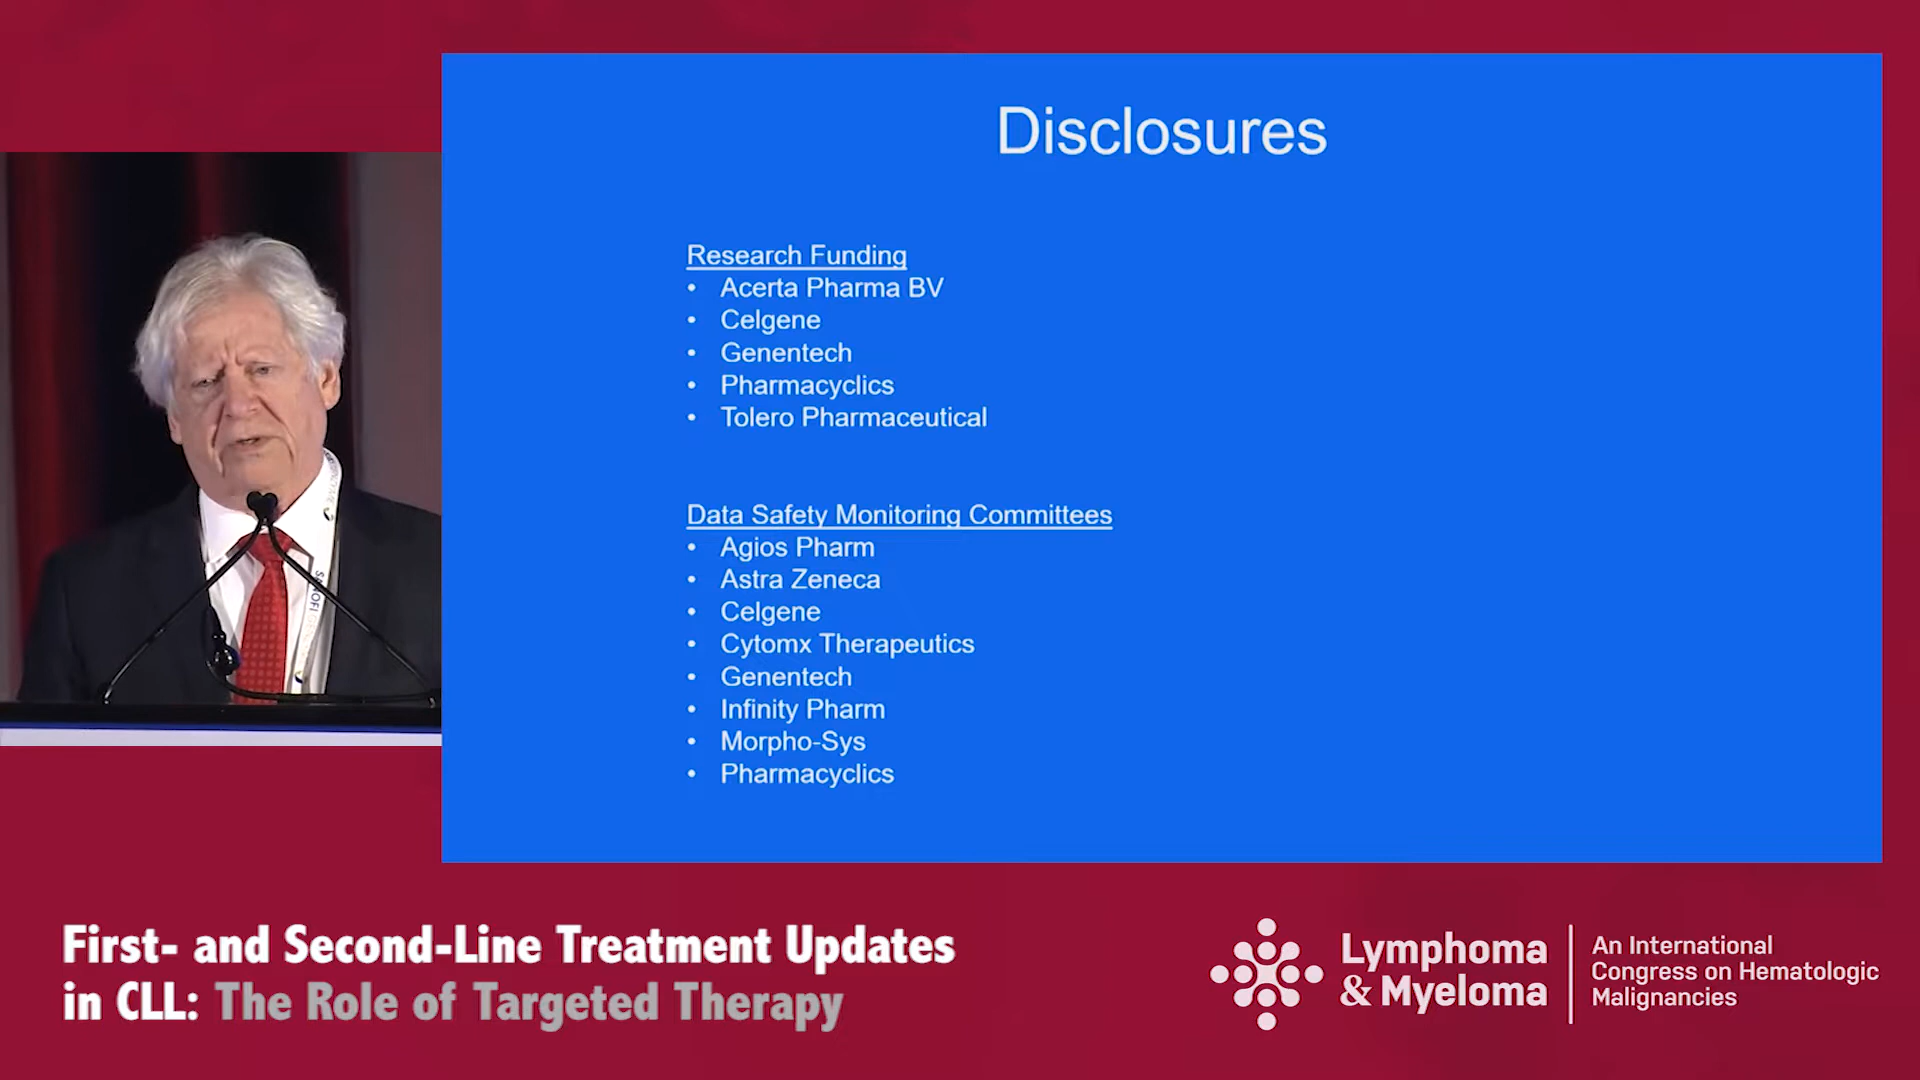 Disclosures
Research Funding
• Acerta Pharma BV
• Celgene
• Genentech
• Pharmacyclics
• Tolero Pharmaceutical
Data Safety Monitoring Committees
• Agios Pharm
• Astra Zeneca
• Celgene
• Cytomx Therapeutics
• Genentech
• Infinity Pharm
• Morpho-Sys
• Pharmacyclics
First- and Second-Line Treatment Updates
in CLL: The Role of Targeted Therapy
Lymphoma
& Myeloma
An International
Congress on Hematologic
Malignancies